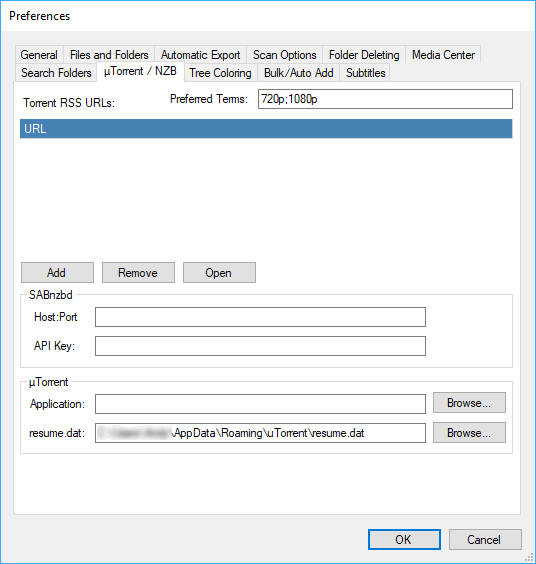 Preferences
General Files and Folders Automatic Export Scan Options Folder Deleting Media Center
Search Folders µTorrent / NZB Tree Coloring Bulk/Auto Add Subtitles
Torrent RSS URLs: Preferred Terms: 720p;1080p
URL
Add Remove Open
SABnzbd
Host:Port
API Key:
µTorrent
Application: Browse...
resume.dat: \AppData\Roaming\uTorrent\resume.dat Browse...
OK Cancel